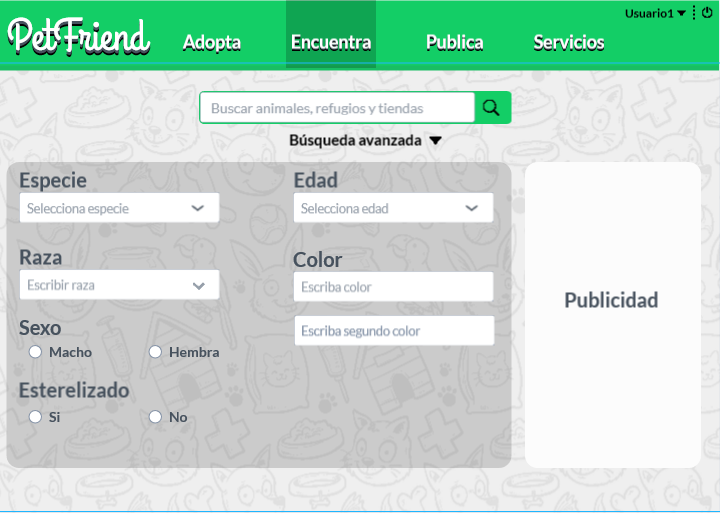 Usuario1
PetFriend
Adopta
Encuentra
Publica
Servicios
Buscar animales, refugios y tiendas
Búsqueda avanzada
Especie
Selecciona especie
Edad
Selecciona edad
Raza
Escribir raza
Color
Escriba color
Escriba segundo color
Sexo
Macho
Hembra
Esterelizado
Si
No
Publicidad